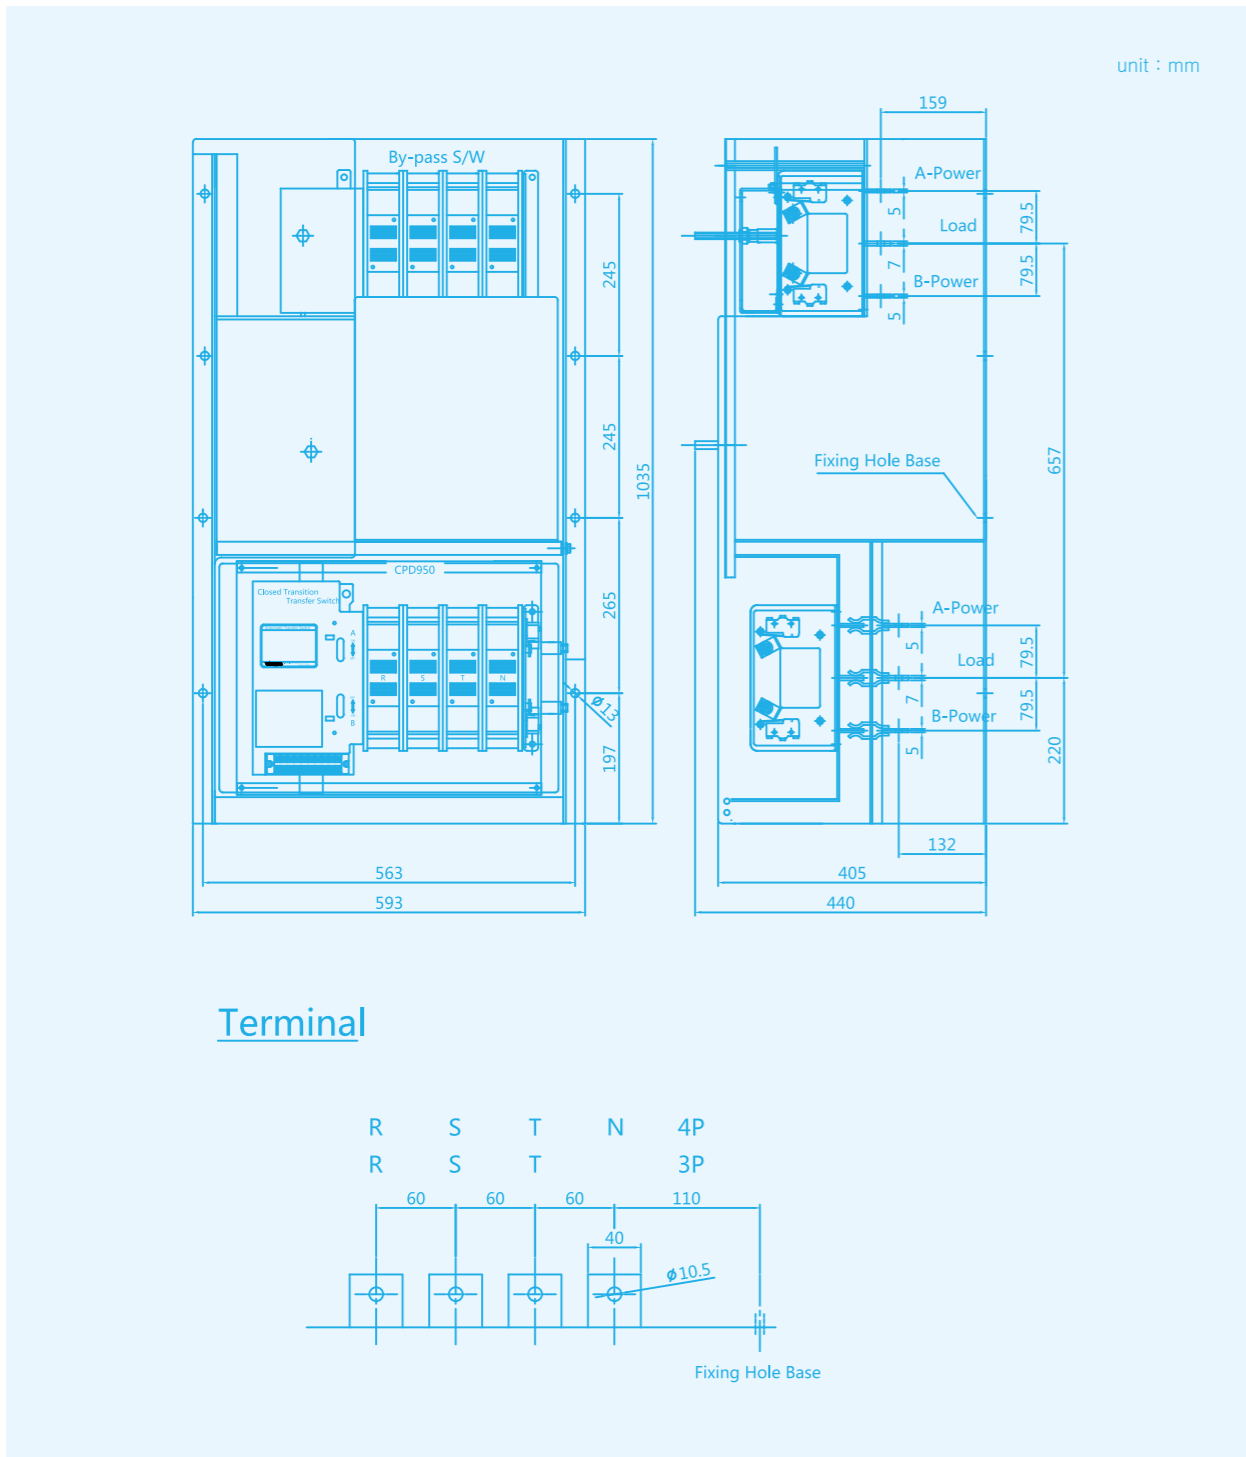 unit : mm
159
By-pass S/W
A-Power
5
79.5
Load
245
7
79.5
B-Power
5
245
1035
Fixing Hole Base
657
CPD950
Closed Transition
Transfer Switch
265
A-Power
A
5
79.5
Load
R S T N
7
79.5
ø13
B-Power
B
5
197
220
132
563
405
593
440
Terminal
R S T N 4P
R S T 3P
60 60 60 110
40
ø10.5
Fixing Hole Base